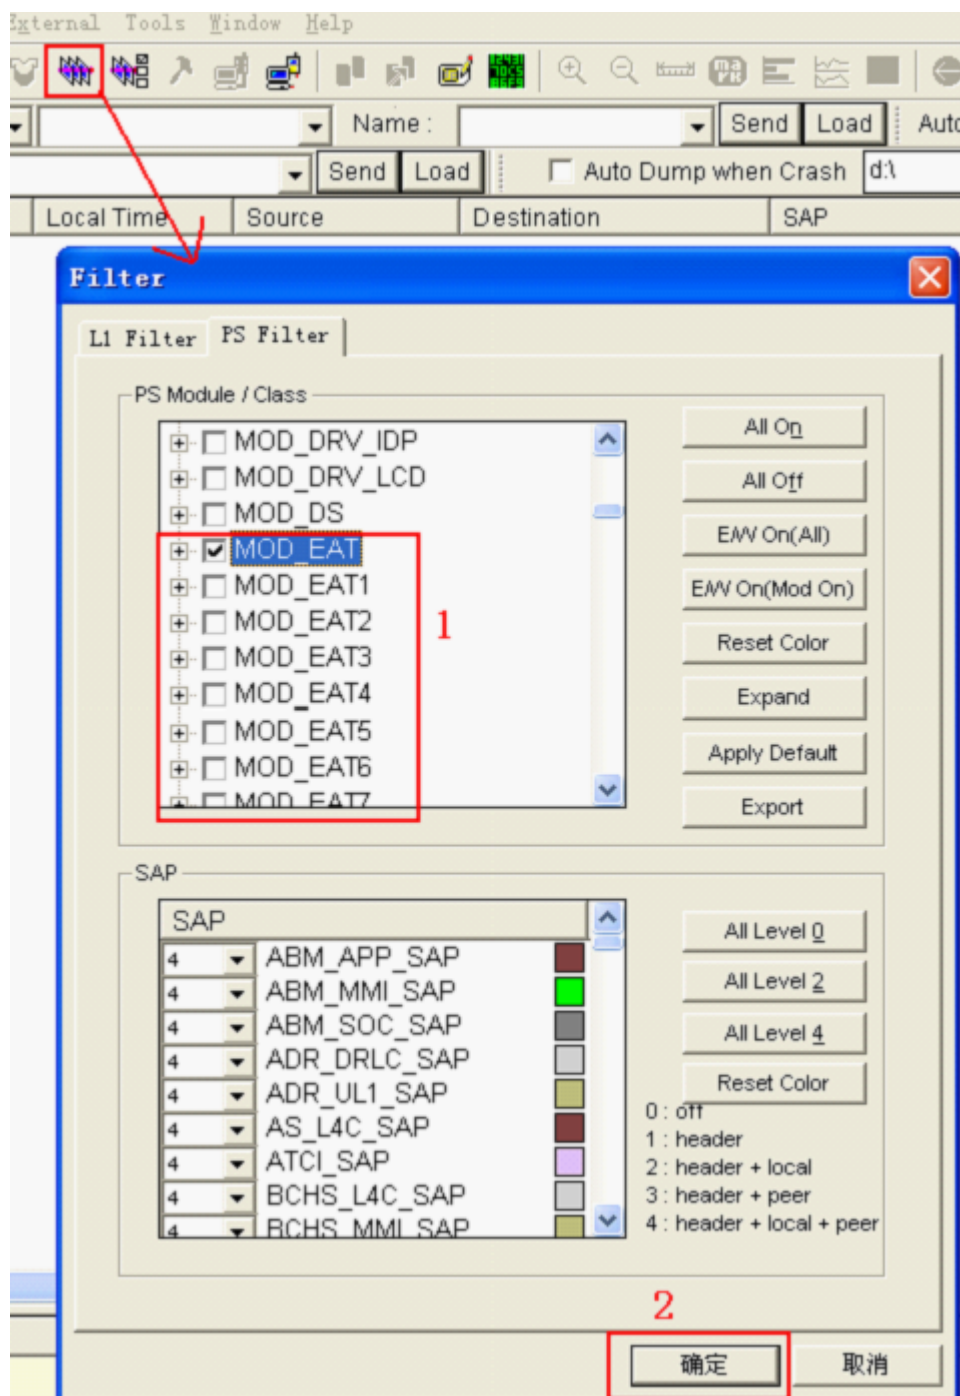 External Tools Window Help
Name : Send Load Auto
Send Load Auto Dump when Crash d:\
Local Time Source Destination SAP
Filter
L1 Filter PS Filter
PS Module / Class
MOD_DRV_IDP
MOD_DRV_LCD
MOD_DS
MOD_EAT
MOD_EAT1
MOD_EAT2
MOD_EAT3
MOD_EAT4
MOD_EAT5
MOD_EAT6
MOD_EAT7
1
All On
All Off
E/W On(All)
E/W On(Mod On)
Reset Color
Expand
Apply Default
Export
SAP
SAP
4 ABM_APP_SAP
4 ABM_MMI_SAP
4 ABM_SOC_SAP
4 ADR_DRLC_SAP
4 ADR_UL1_SAP
4 AS_L4C_SAP
4 ATCI_SAP
4 BCHS_L4C_SAP
4 BCHS_MMI_SAP
All Level 0
All Level 2
All Level 4
Reset Color
0 : off
1 : header
2 : header + local
3 : header + peer
4 : header + local + peer
2
确定 取消